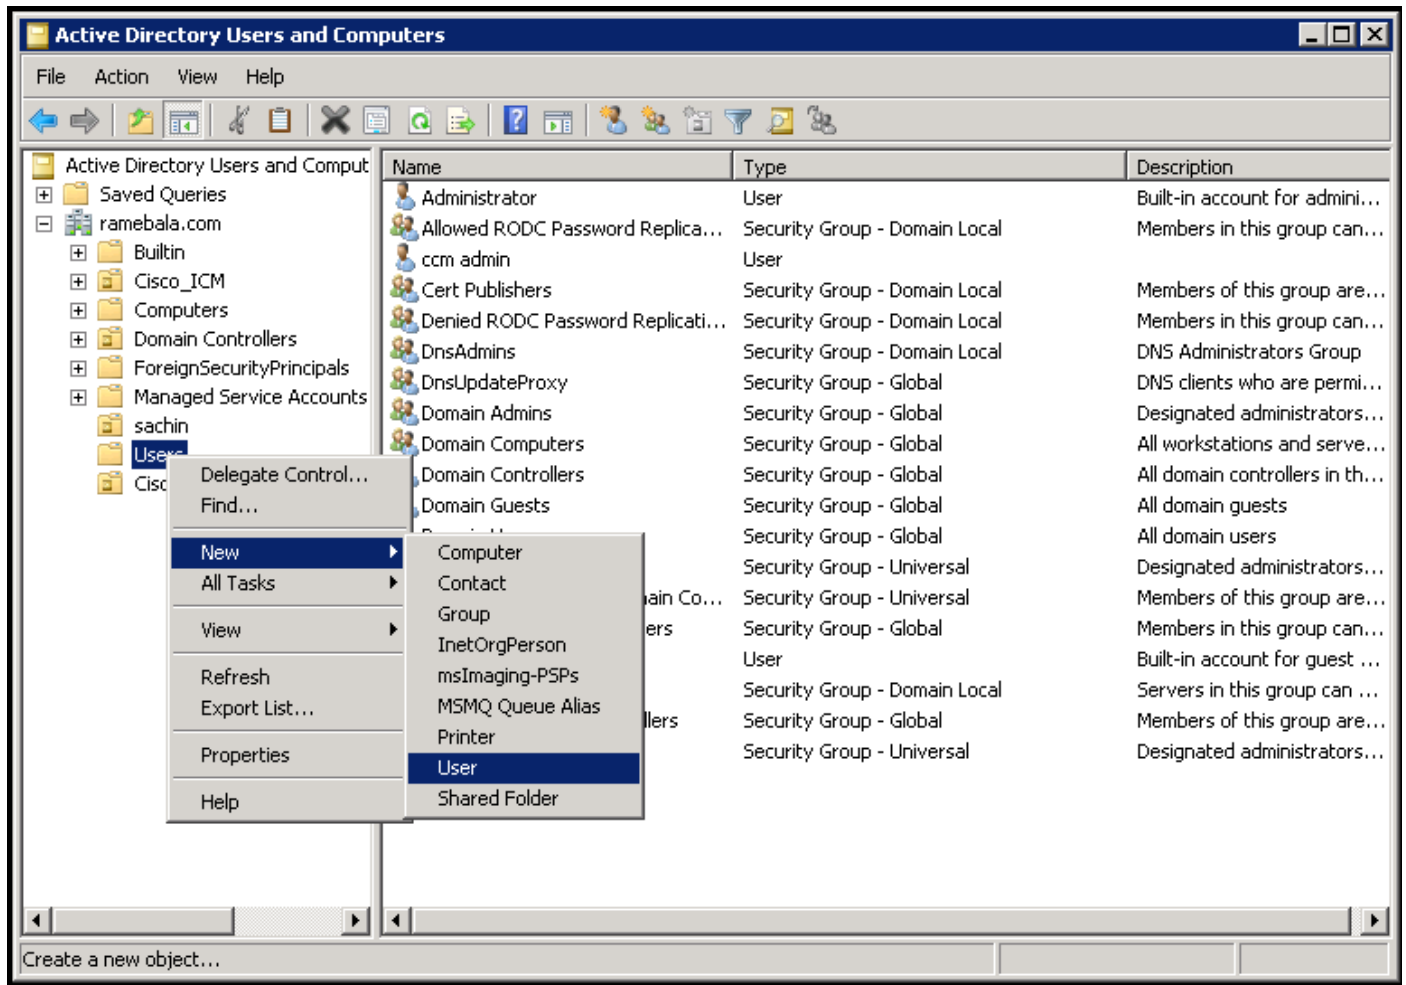 Active Directory Users and Computers
File Action View Help
Active Directory Users and Comput
Saved Queries
ramebala.com
Builtin
Cisco_ICM
Computers
Domain Controllers
ForeignSecurityPrincipals
Managed Service Accounts
sachin
Users
Cisc
Delegate Control...
Find...
New
All Tasks
View
Refresh
Export List...
Properties
Help
Computer
Contact
Group
InetOrgPerson
msImaging-PSPs
MSMQ Queue Alias
Printer
User
Shared Folder
Name Type Description
Administrator User Built-in account for admini...
Allowed RODC Password Replica... Security Group - Domain Local Members in this group can...
ccm admin User
Cert Publishers Security Group - Domain Local Members of this group are...
Denied RODC Password Replicati... Security Group - Domain Local Members in this group can...
DnsAdmins Security Group - Domain Local DNS Administrators Group
DnsUpdateProxy Security Group - Global DNS clients who are permi...
Domain Admins Security Group - Global Designated administrators...
Domain Computers Security Group - Global All workstations and serve...
Domain Controllers Security Group - Global All domain controllers in th...
Domain Guests Security Group - Global All domain guests
Security Group - Global All domain users
Security Group - Universal Designated administrators...
ain Co... Security Group - Universal Members of this group are...
ers Security Group - Global Members in this group can...
User Built-in account for guest ...
Security Group - Domain Local Servers in this group can ...
llers Security Group - Global Members of this group are...
Security Group - Universal Designated administrators...
Create a new object...